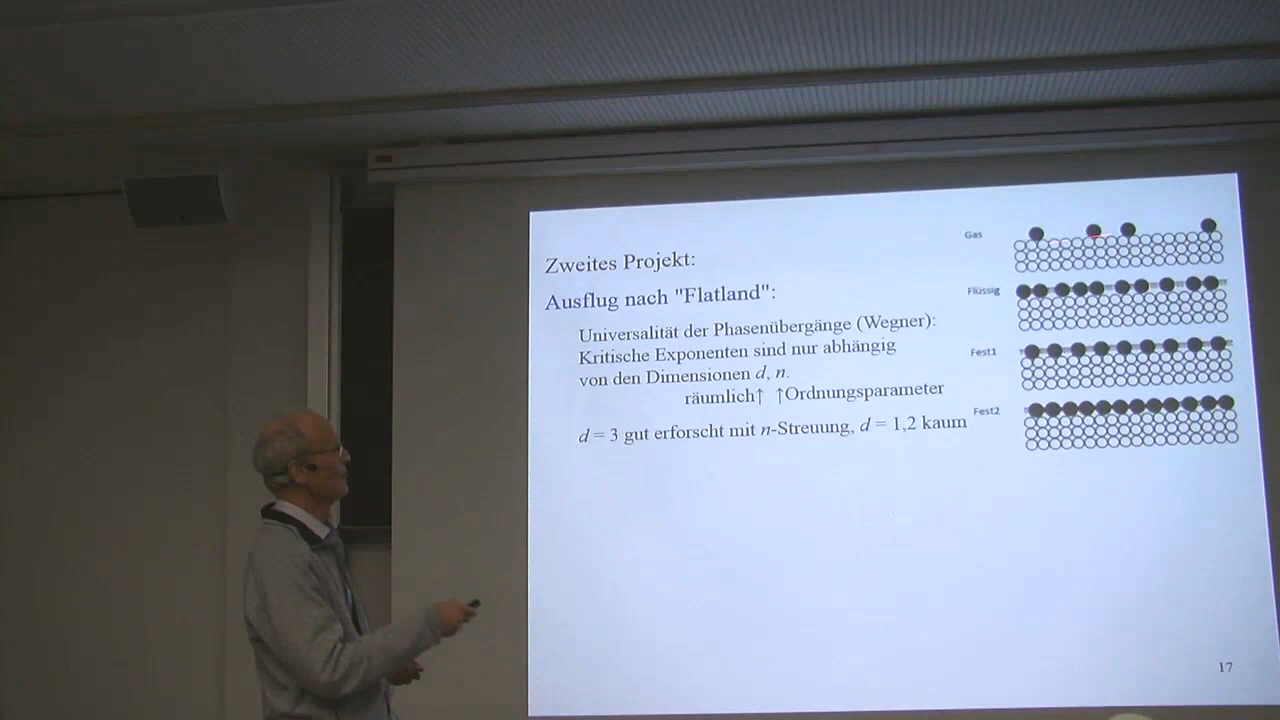 Zweites Projekt:
Ausflug nach "Flatland":
Universalität der Phasenübergänge (Wegner):
Kritische Exponenten sind nur abhängig
von den Dimensionen d, n.
räumlich↑ ↑Ordnungsparameter
d = 3 gut erforscht mit n-Streuung, d = 1,2 kaum
Gas
Flüssig
Fest1
Fest2
17